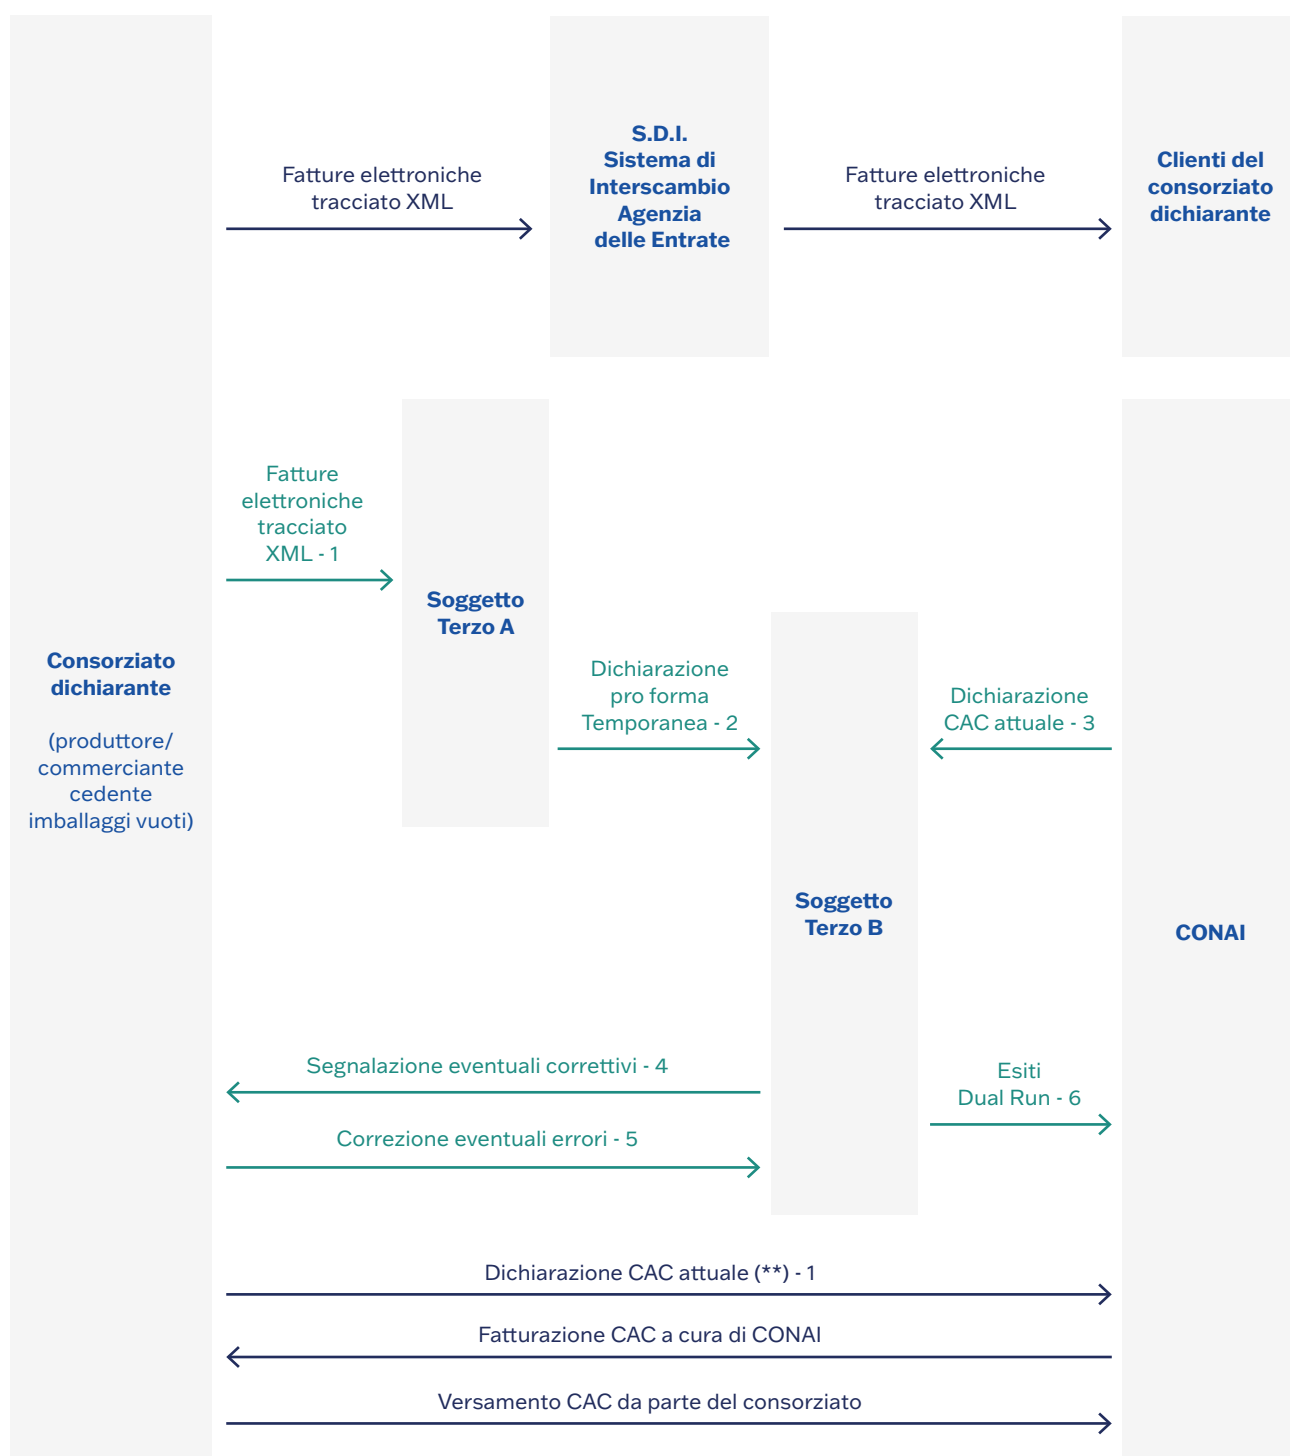 Fatture elettroniche
tracciato XML
S.D.I.
Sistema di
Interscambio
Agenzia
delle Entrate
Fatture elettroniche
tracciato XML
Clienti del
consorziato
dichiarante
Fatture
elettroniche
tracciato
XML - 1
Soggetto
Terzo A
Consorziato
dichiarante
(produttore/
commerciante
cedente
imballaggi vuoti)
Dichiarazione
pro forma
Temporanea - 2
Dichiarazione
CAC attuale - 3
Soggetto
Terzo B
CONAI
Segnalazione eventuali correttivi - 4
Esiti
Dual Run - 6
Correzione eventuali errori - 5
Dichiarazione CAC attuale (**) - 1
Fatturazione CAC a cura di CONAI
Versamento CAC da parte del consorziato